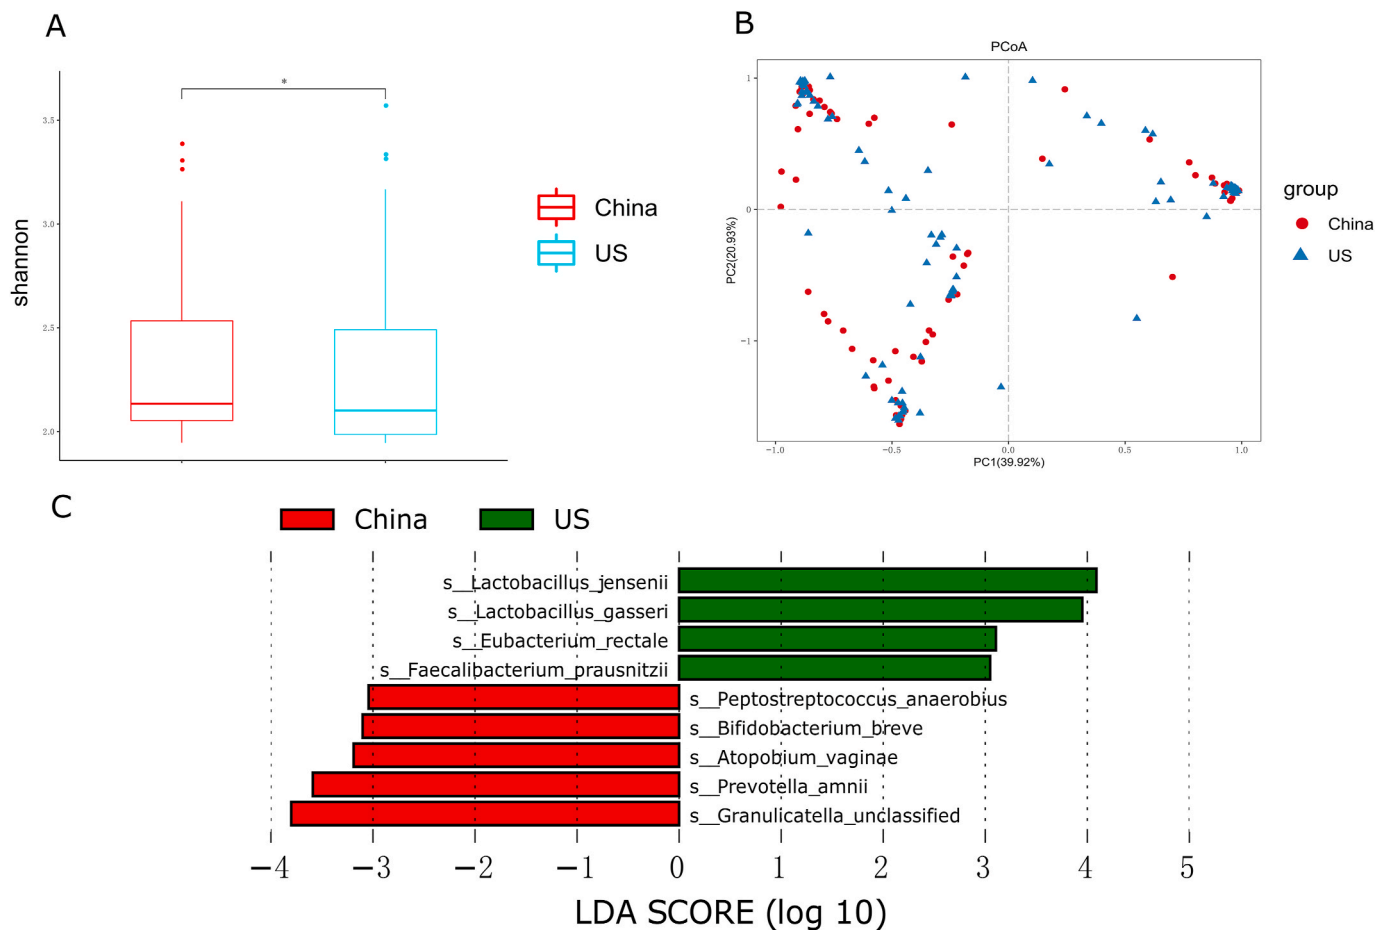 A
*
shannon
3.5
3.0
2.5
2.0
China
US
B
PCoA
PC2(20.93%)
1
0
−1
−1.0
−0.5
0.0
0.5
1.0
PC1(39.92%)
group
China
US
C
China
US
s__Lactobacillus_jensenii
s__Lactobacillus_gasseri
s__Eubacterium_rectale
s__Faecalibacterium_prausnitzii
s__Peptostreptococcus_anaerobius
s__Bifidobacterium_breve
s__Atopobium_vaginae
s__Prevotella_amnii
s__Granulicatella_unclassified
−4 −3 −2 −1 0 1 2 3 4 5
LDA SCORE (log 10)